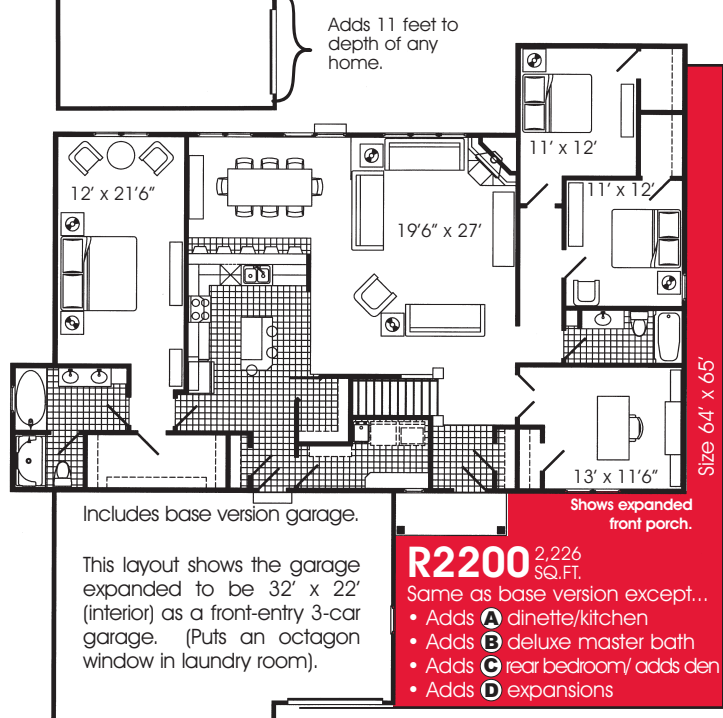 Adds 11 feet to
depth of any
home.
11' x 12'
12' x 21'6"
11' x 12'
19'6" x 27'
13' x 11'6"
Size 64' x 65'
Includes base version garage.
This layout shows the garage
expanded to be 32' x 22'
(interior) as a front-entry 3-car
garage. (Puts an octagon
window in laundry room).
Shows expanded
front porch.
R2200 2,226
SQ.FT.
Same as base version except...
• Adds A dinette/kitchen
• Adds B deluxe master bath
• Adds C rear bedroom/ adds den
• Adds D expansions